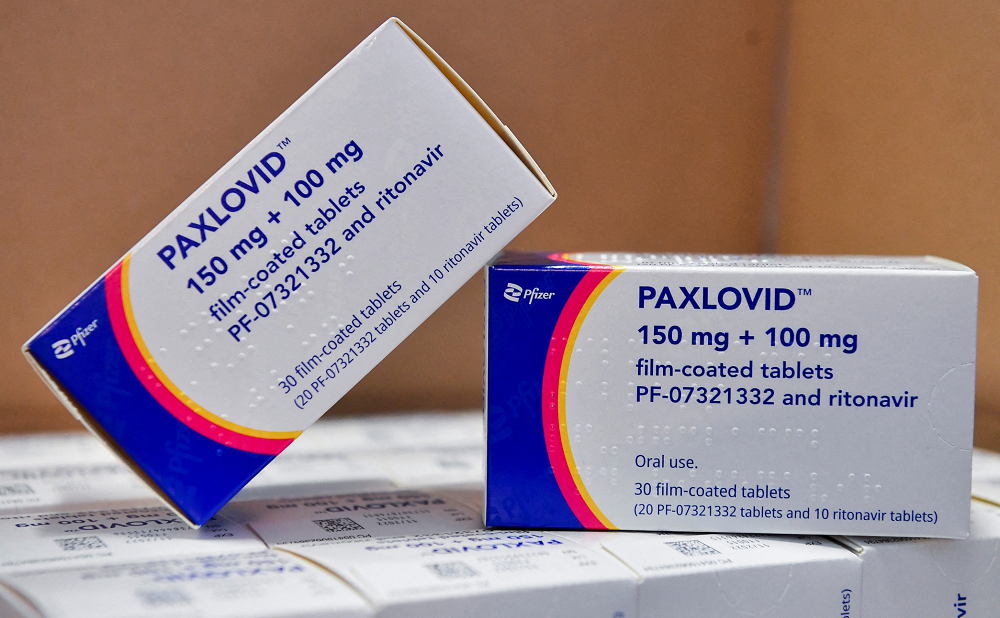 PAXLOVID™
150 mg + 100 mg
film-coated tablets
PF-07321332 and ritonavir
30 film-coated tablets
(20 PF-07321332 tablets and 10 ritonavir tablets)
Pfizer
Pfizer
PAXLOVID™
150 mg + 100 mg
film-coated tablets
PF-07321332 and ritonavir
Oral use.
30 film-coated tablets
(20 PF-07321332 tablets and 10 ritonavir tablets)
PAXLOVID
PAXLOVID